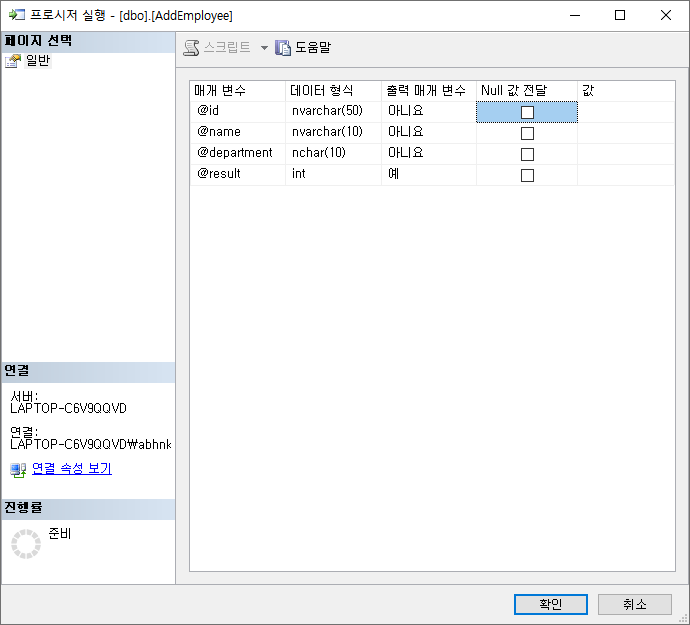 프로시저 실행 - [dbo].[AddEmployee]
페이지 선택
일반
스크립트
도움말
매개 변수 데이터 형식 출력 매개 변수 Null 값 전달 값
@id nvarchar(50) 아니요
@name nvarchar(10) 아니요
@department nchar(10) 아니요
@result int 예
연결
서버:
LAPTOP-C6V9QQVD
연결:
LAPTOP-C6V9QQVD₩abhnk
연결 속성 보기
진행률
준비
확인 취소